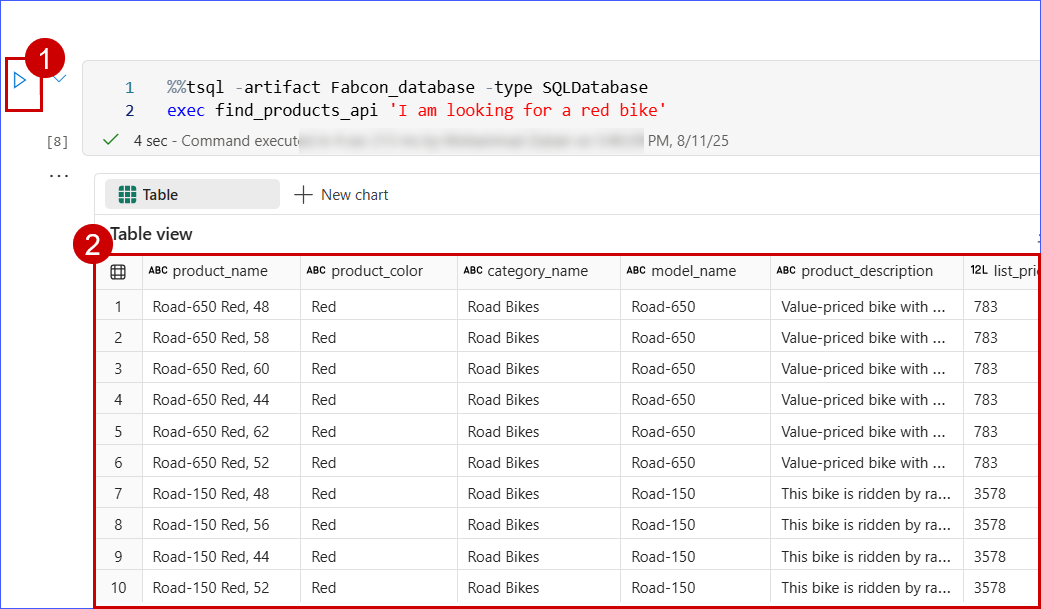 1
1 %%tsql -artifact Fabcon_database -type SQLDatabase
2 exec find_products_api 'I am looking for a red bike'
[8] 4 sec - Command PM, 8/11/25
...
Table New chart
2
Table view
ABC product_name ABC product_color ABC category_name ABC model_name ABC product_description 12L
1 Road-650 Red, 48 Red Road Bikes Road-650 Value-priced bike with ... 783
2 Road-650 Red, 58 Red Road Bikes Road-650 Value-priced bike with ... 783
3 Road-650 Red, 60 Red Road Bikes Road-650 Value-priced bike with ... 783
4 Road-650 Red, 44 Red Road Bikes Road-650 Value-priced bike with ... 783
5 Road-650 Red, 62 Red Road Bikes Road-650 Value-priced bike with ... 783
6 Road-650 Red, 52 Red Road Bikes Road-650 Value-priced bike with ... 783
7 Road-150 Red, 48 Red Road Bikes Road-150 This bike is ridden by ra... 3578
8 Road-150 Red, 56 Red Road Bikes Road-150 This bike is ridden by ra... 3578
9 Road-150 Red, 44 Red Road Bikes Road-150 This bike is ridden by ra... 3578
10 Road-150 Red, 52 Red Road Bikes Road-150 This bike is ridden by ra... 3578